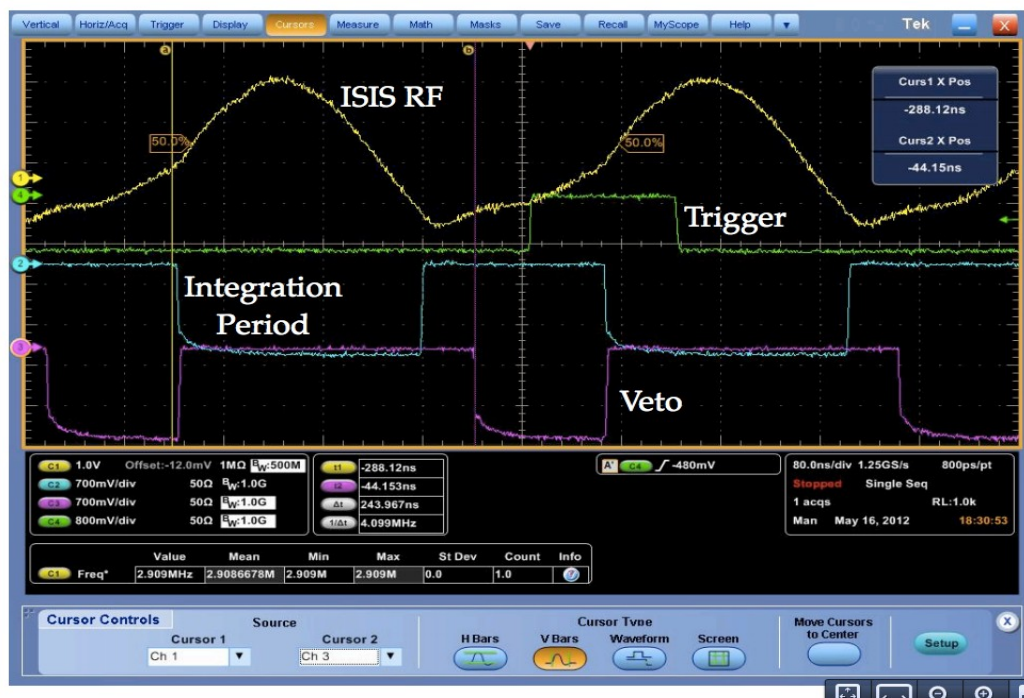 Vertical Horiz/Acq Trigger Display Cursors Measure Math Masks Save Recall MyScope Help Tek X
a b
ISIS RF
Curs1 X Pos
-288.12ns
Curs2 X Pos
-44.15ns
50.0% 50.0%
1
4
Trigger
2
Integration
Period
3
Veto
C1 1.0V Offset:-12.0mV 1MΩ BW:500M
C2 700mV/div 50Ω BW:1.0G
C3 700mV/div 50Ω BW:1.0G
C4 800mV/div 50Ω BW:1.0G
t1 -288.12ns
t2 -44.153ns
Δt 243.967ns
1/Δt 4.099MHz
A' C4 -480mV
80.0ns/div 1.25GS/s 800ps/pt
Stopped Single Seq
1 acqs RL:1.0k
Man May 16, 2012 18:30:53
Value Mean Min Max St Dev Count Info
C1 Freq* 2.909MHz 2.9086678M 2.909M 2.909M 0.0 1.0
Cursor Controls
Source
Cursor 1 Cursor 2
Ch 1 Ch 3
Cursor Type
H Bars V Bars Waveform Screen
Move Cursors
to Center
Setup
X